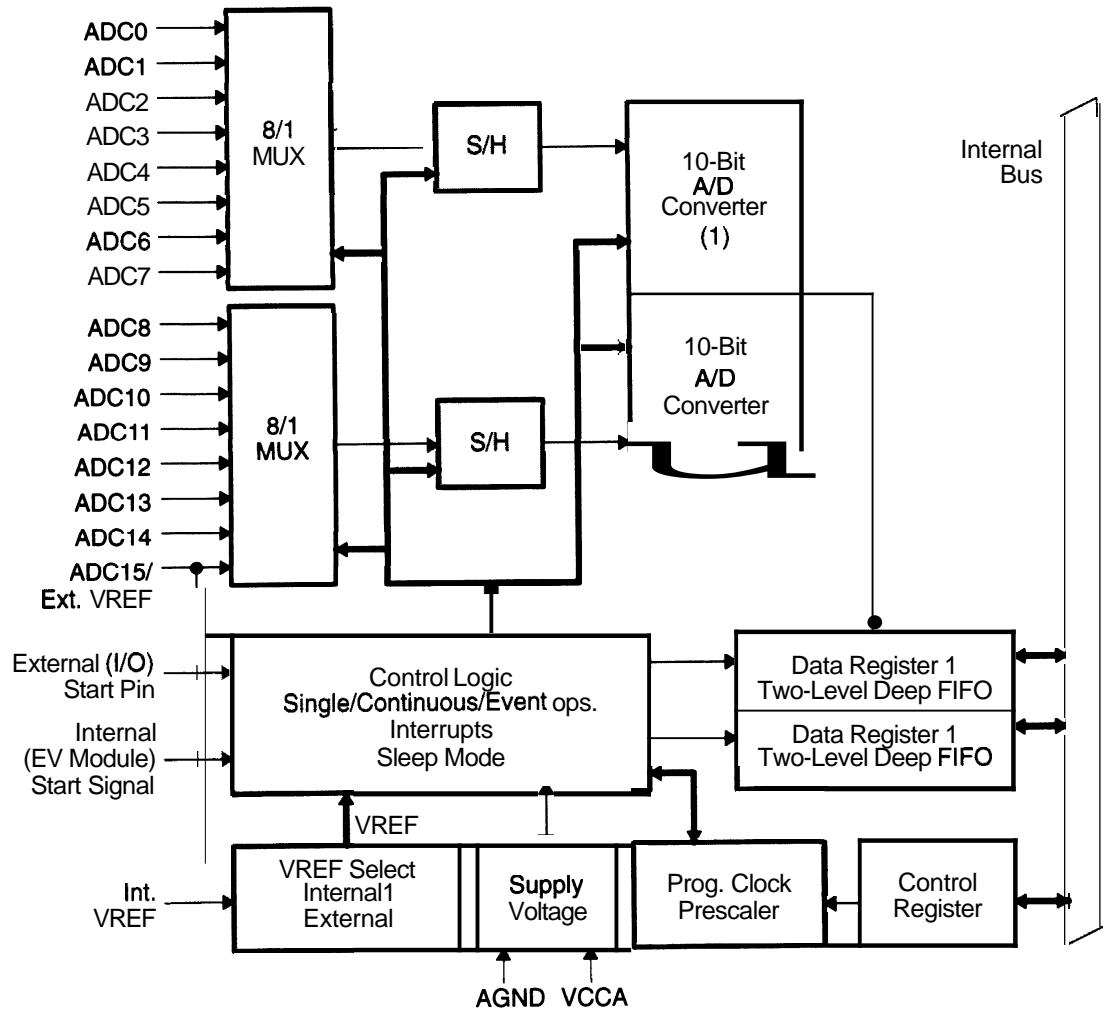 ADC0
ADC1
ADC2
ADC3
ADC4
ADC5
ADC6
ADC7
8/1
MUX
S/H
10-Bit
A/D
Converter
(1)
Internal
Bus
ADC8
ADC9
ADC10
ADC11
ADC12
ADC13
ADC14
ADC15/
Ext. VREF
8/1
MUX
S/H
10-Bit
A/D
Converter
External (I/O)
Start Pin
Internal
(EV Module)
Start Signal
Control Logic
Single/Continuous/Event ops.
Interrupts
Sleep Mode
Data Register 1
Two-Level Deep FIFO
Data Register 1
Two-Level Deep FIFO
VREF
Int.
VREF
VREF Select
Internal1
External
Supply
Voltage
Prog. Clock
Prescaler
Control
Register
AGND VCCA